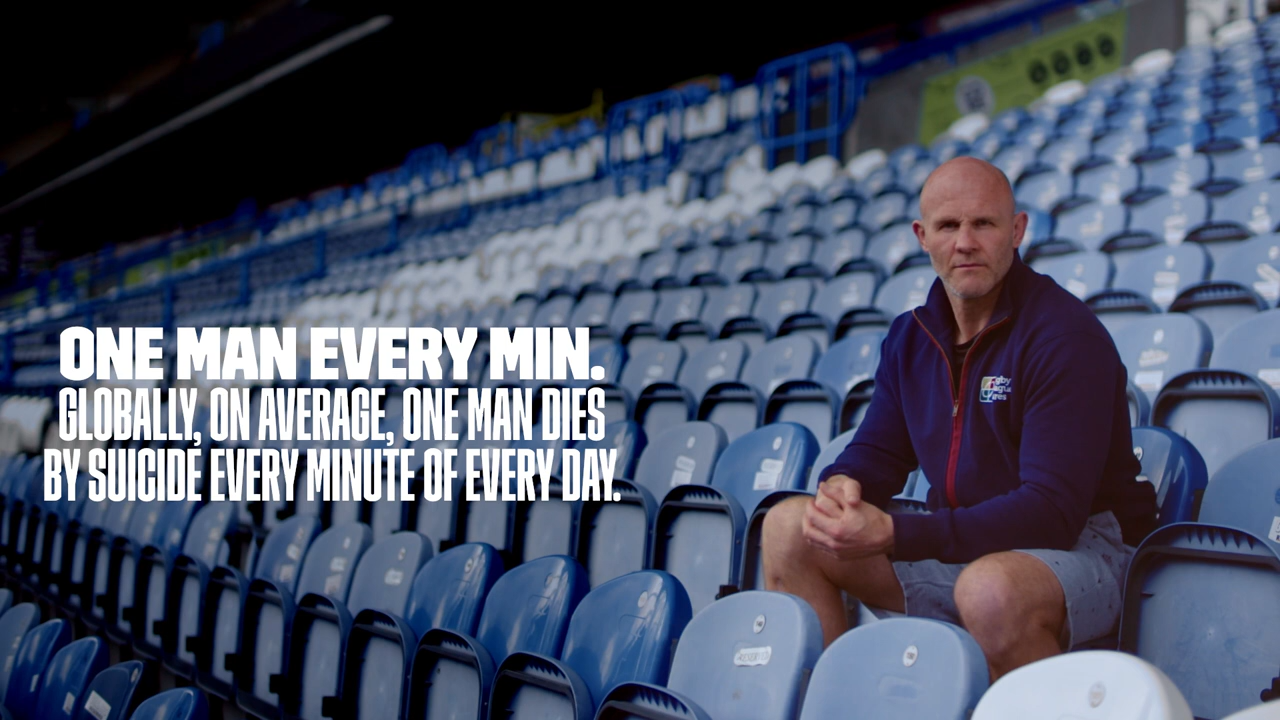 ONE MAN EVERY MIN.
GLOBALLY, ON AVERAGE, ONE MAN DIES
BY SUICIDE EVERY MINUTE OF EVERY DAY.